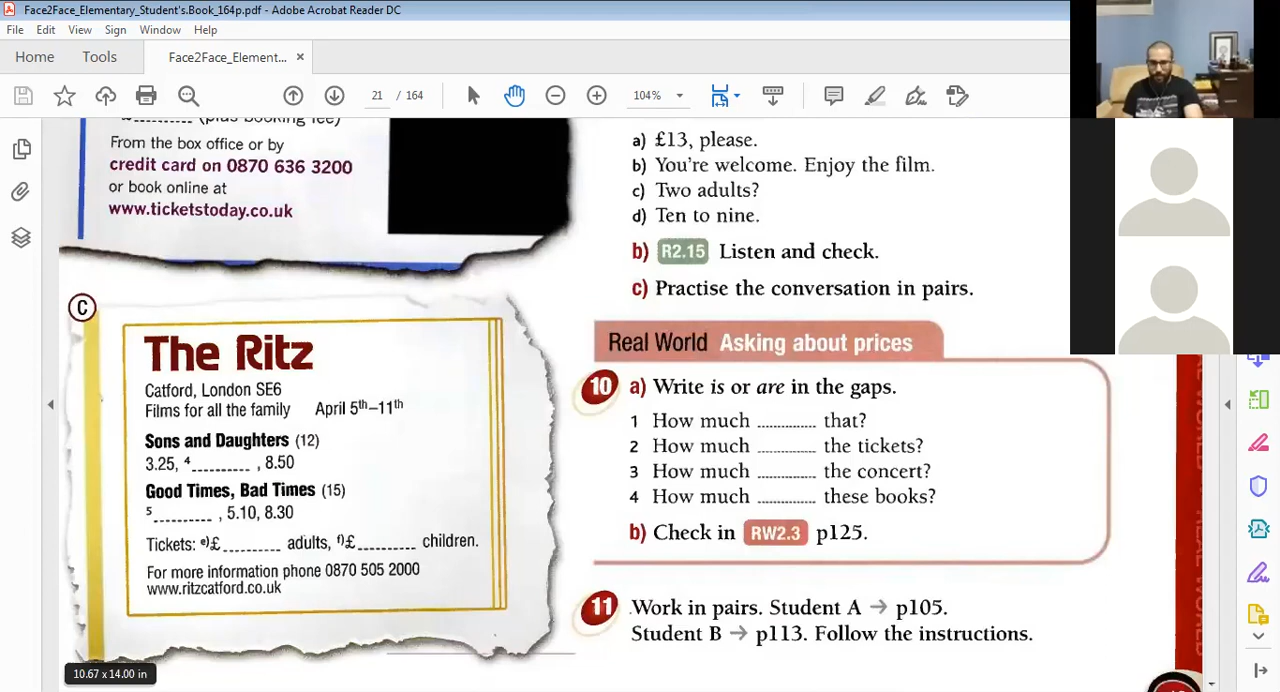 Face2Face_Elementary_Student's.Book_164p.pdf - Adobe Acrobat Reader DC
File Edit View Sign Window Help
Home Tools Face2Face_Element... ×
21 / 164 104%
(plus booking fee)
From the box office or by
credit card on 0870 636 3200
or book online at
www.ticketstoday.co.uk
C
The Ritz
Catford, London SE6
Films for all the family April 5th–11th
Sons and Daughters (12)
3.25, 4.......... , 8.50
Good Times, Bad Times (15)
5.......... , 5.10, 8.30
Tickets: e)£.......... adults, f)£.......... children.
For more information phone 0870 505 2000
www.ritzcatford.co.uk
10.67 x 14.00 in
a) £13, please.
b) You're welcome. Enjoy the film.
c) Two adults?
d) Ten to nine.
b) R2.15 Listen and check.
c) Practise the conversation in pairs.
Real World Asking about prices
10 a) Write is or are in the gaps.
1 How much .............. that?
2 How much .............. the tickets?
3 How much .............. the concert?
4 How much .............. these books?
b) Check in RW2.3 p125.
11 Work in pairs. Student A → p105.
Student B → p113. Follow the instructions.